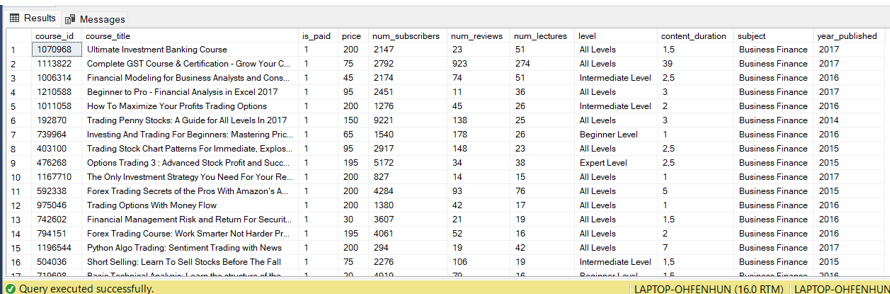 Results Messages
course_id course_title is_paid price num_subscribers num_reviews num_lectures level content_duration subject year_published
1 1070968 Ultimate Investment Banking Course 1 200 2147 23 51 All Levels 1,5 Business Finance 2017
2 1113822 Complete GST Course & Certification - Grow Your C... 1 75 2792 923 274 All Levels 39 Business Finance 2017
3 1006314 Financial Modeling for Business Analysts and Cons... 1 45 2174 74 51 Intermediate Level 2,5 Business Finance 2016
4 1210588 Beginner to Pro - Financial Analysis in Excel 2017 1 95 2451 11 36 All Levels 3 Business Finance 2017
5 1011058 How To Maximize Your Profits Trading Options 1 200 1276 45 26 Intermediate Level 2 Business Finance 2016
6 192870 Trading Penny Stocks: A Guide for All Levels In 2017 1 150 9221 138 25 All Levels 3 Business Finance 2014
7 739964 Investing And Trading For Beginners: Mastering Pric... 1 65 1540 178 26 Beginner Level 1 Business Finance 2016
8 403100 Trading Stock Chart Patterns For Immediate, Explos... 1 95 2917 148 23 All Levels 2,5 Business Finance 2015
9 476268 Options Trading 3 : Advanced Stock Profit and Succ... 1 195 5172 34 38 Expert Level 2,5 Business Finance 2015
10 1167710 The Only Investment Strategy You Need For Your Re... 1 200 827 14 15 All Levels 1 Business Finance 2017
11 592338 Forex Trading Secrets of the Pros With Amazon's A... 1 200 4284 93 76 All Levels 5 Business Finance 2015
12 975046 Trading Options With Money Flow 1 200 1380 42 17 All Levels 1 Business Finance 2016
13 742602 Financial Management Risk and Return For Securit... 1 30 3607 21 19 All Levels 1,5 Business Finance 2016
14 794151 Forex Trading Course: Work Smarter Not Harder Pr... 1 195 4061 52 16 All Levels 2 Business Finance 2016
15 1196544 Python Algo Trading: Sentiment Trading with News 1 200 294 19 42 All Levels 7 Business Finance 2017
16 504036 Short Selling: Learn To Sell Stocks Before The Fall 1 75 2276 106 19 Intermediate Level 1,5 Business Finance 2015
17 719698 Basic Technical Analysis: Learn the structure of the 1 20 4919 79 16 Beginner Level 1,5 Business Finance 2016
Query executed successfully. LAPTOP-OHFENHUN (16.0 RTM) LAPTOP-OHFENHUN